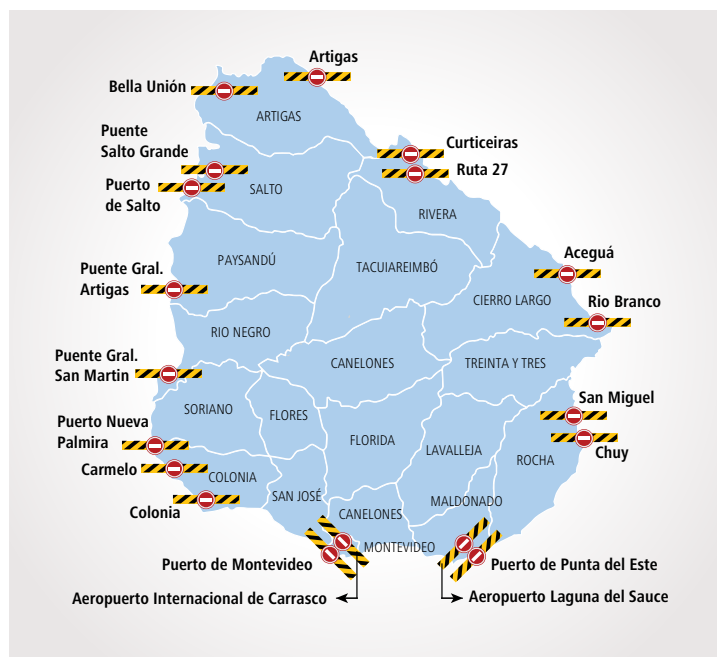 Artigas
Bella Unión
ARTIGAS
Puente
Salto Grande
Curticeiras
Ruta 27
Puerto
de Salto
SALTO
RIVERA
PAYSANDÚ
TACUIAREIMBÓ
Aceguá
Puente Gral.
Artigas
CIERRO LARGO
Rio Branco
RIO NEGRO
CANELONES
TREINTA Y TRES
Puente Gral.
San Martin
San Miguel
SORIANO
FLORES
Puerto Nueva
Palmira
FLORIDA
LAVALLEJA
Chuy
ROCHA
Carmelo
COLONIA
SAN JOSÉ
MALDONADO
Colonia
CANELONES
MONTEVIDEO
Puerto de Montevideo
Puerto de Punta del Este
Aeropuerto Internacional de Carrasco
Aeropuerto Laguna del Sauce